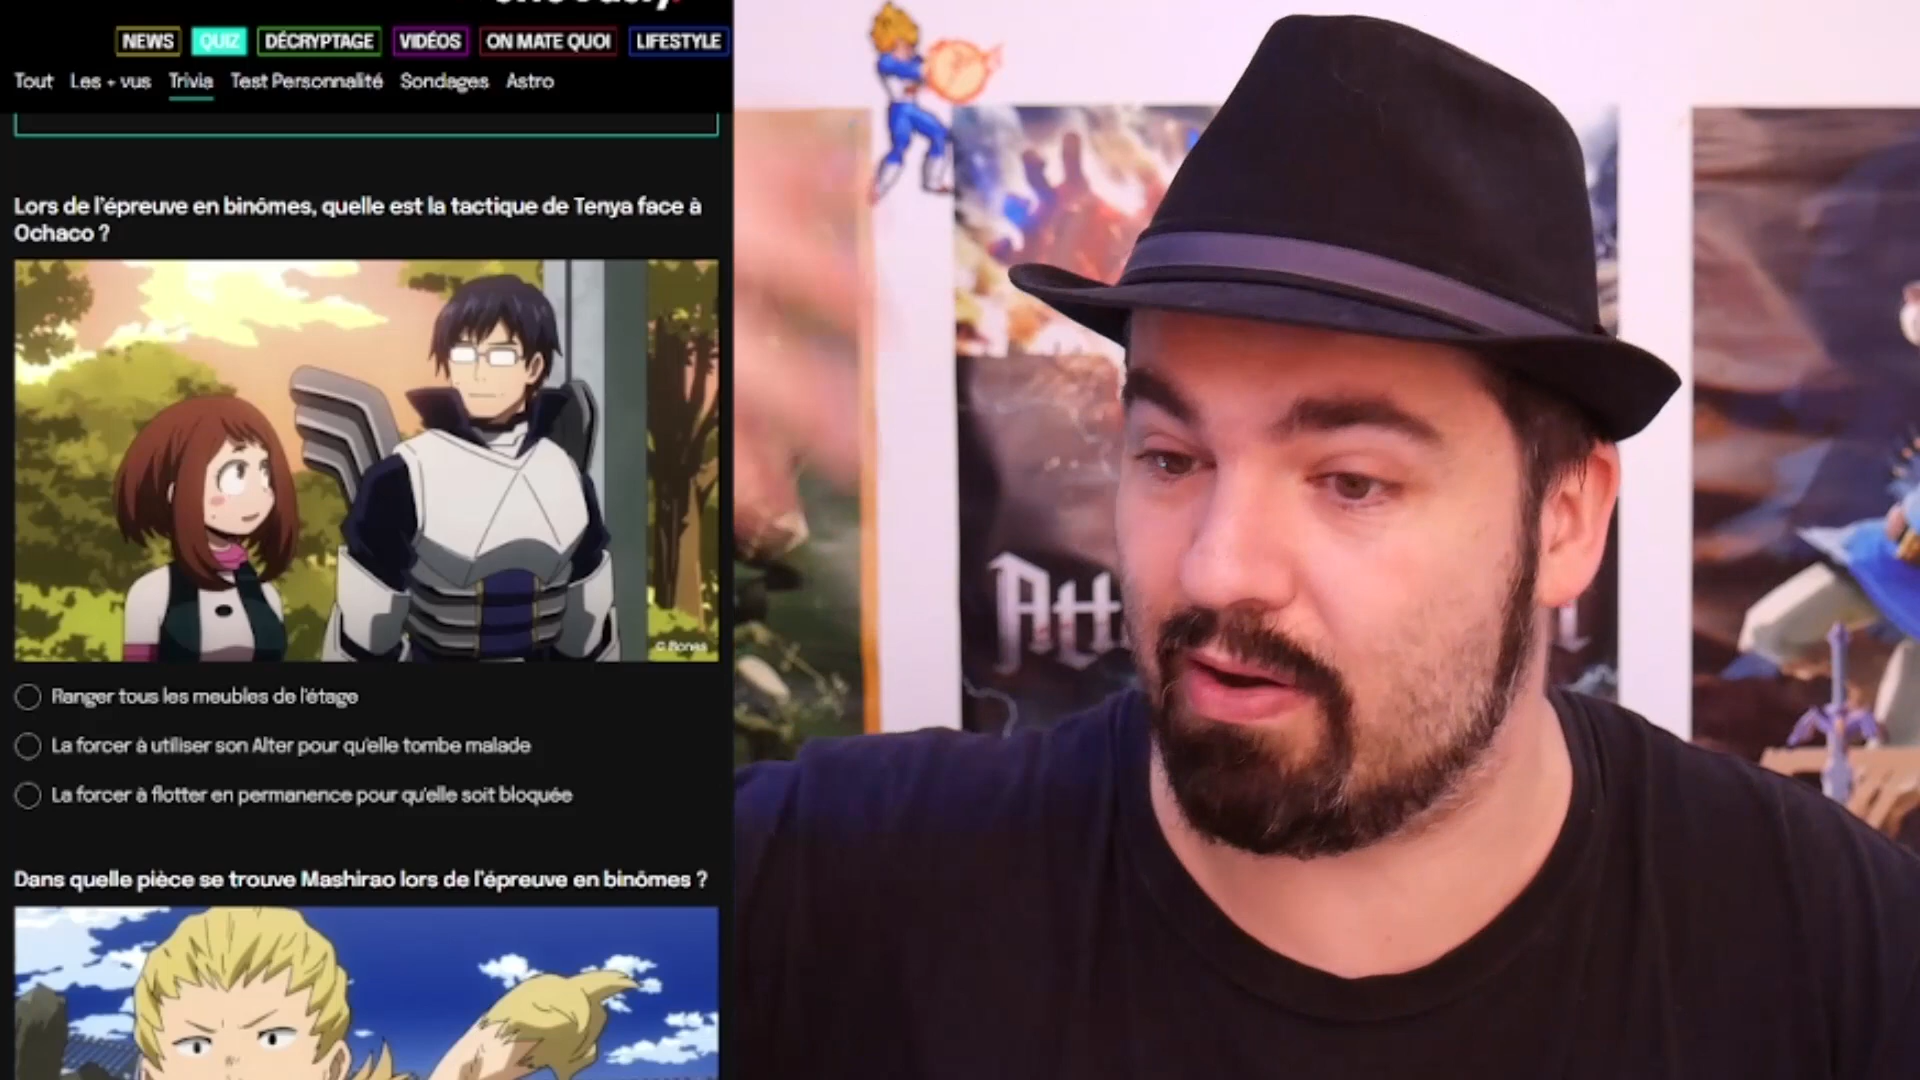 NEWS QUIZ DÉCRYPTAGE VIDÉOS ON MATE QUOI LIFESTYLE
Tout Les + vus Trivia Test Personnalité Sondages Astro
Lors de l'épreuve en binômes, quelle est la tactique de Tenya face à
Ochaco ?
© Bones
Ranger tous les meubles de l'étage
La forcer à utiliser son Alter pour qu'elle tombe malade
La forcer à flotter en permanence pour qu'elle soit bloquée
Dans quelle pièce se trouve Mashirao lors de l'épreuve en binômes ?
Att